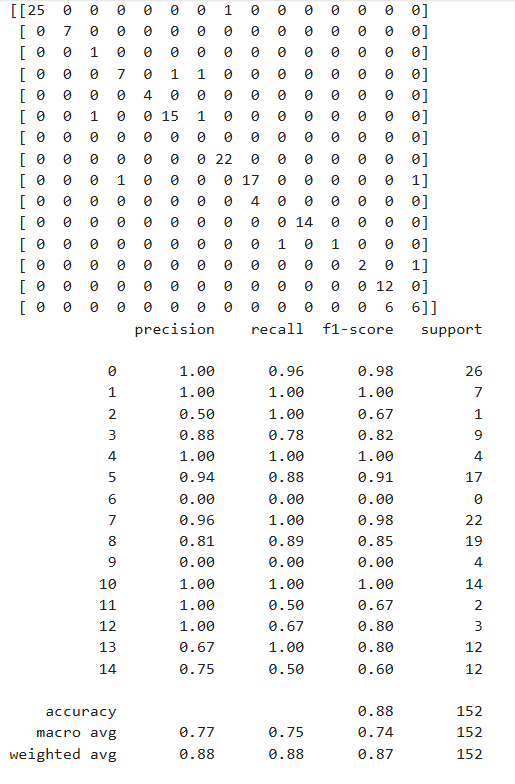 [[25  0  0  0  0  0  0  1  0  0  0  0  0  0  0]
 [ 0  7  0  0  0  0  0  0  0  0  0  0  0  0  0]
 [ 0  0  1  0  0  0  0  0  0  0  0  0  0  0  0]
 [ 0  0  0  7  0  1  1  0  0  0  0  0  0  0  0]
 [ 0  0  0  0  4  0  0  0  0  0  0  0  0  0  0]
 [ 0  0  1  0  0 15  1  0  0  0  0  0  0  0  0]
 [ 0  0  0  0  0  0  0  0  0  0  0  0  0  0  0]
 [ 0  0  0  0  0  0  0 22  0  0  0  0  0  0  0]
 [ 0  0  0  1  0  0  0  0 17  0  0  0  0  0  1]
 [ 0  0  0  0  0  0  0  0  4  0  0  0  0  0  0]
 [ 0  0  0  0  0  0  0  0  0  0 14  0  0  0  0]
 [ 0  0  0  0  0  0  0  0  0  1  0  1  0  0  0]
 [ 0  0  0  0  0  0  0  0  0  0  0  0  2  0  1]
 [ 0  0  0  0  0  0  0  0  0  0  0  0  0 12  0]
 [ 0  0  0  0  0  0  0  0  0  0  0  0  0  6  6]]
              precision    recall  f1-score   support

           0       1.00      0.96      0.98        26
           1       1.00      1.00      1.00         7
           2       0.50      1.00      0.67         1
           3       0.88      0.78      0.82         9
           4       1.00      1.00      1.00         4
           5       0.94      0.88      0.91        17
           6       0.00      0.00      0.00         0
           7       0.96      1.00      0.98        22
           8       0.81      0.89      0.85        19
           9       0.00      0.00      0.00         4
          10       1.00      1.00      1.00        14
          11       1.00      0.50      0.67         2
          12       1.00      0.67      0.80         3
          13       0.67      1.00      0.80        12
          14       0.75      0.50      0.60        12

    accuracy                           0.88       152
   macro avg       0.77      0.75      0.74       152
weighted avg       0.88      0.88      0.87       152